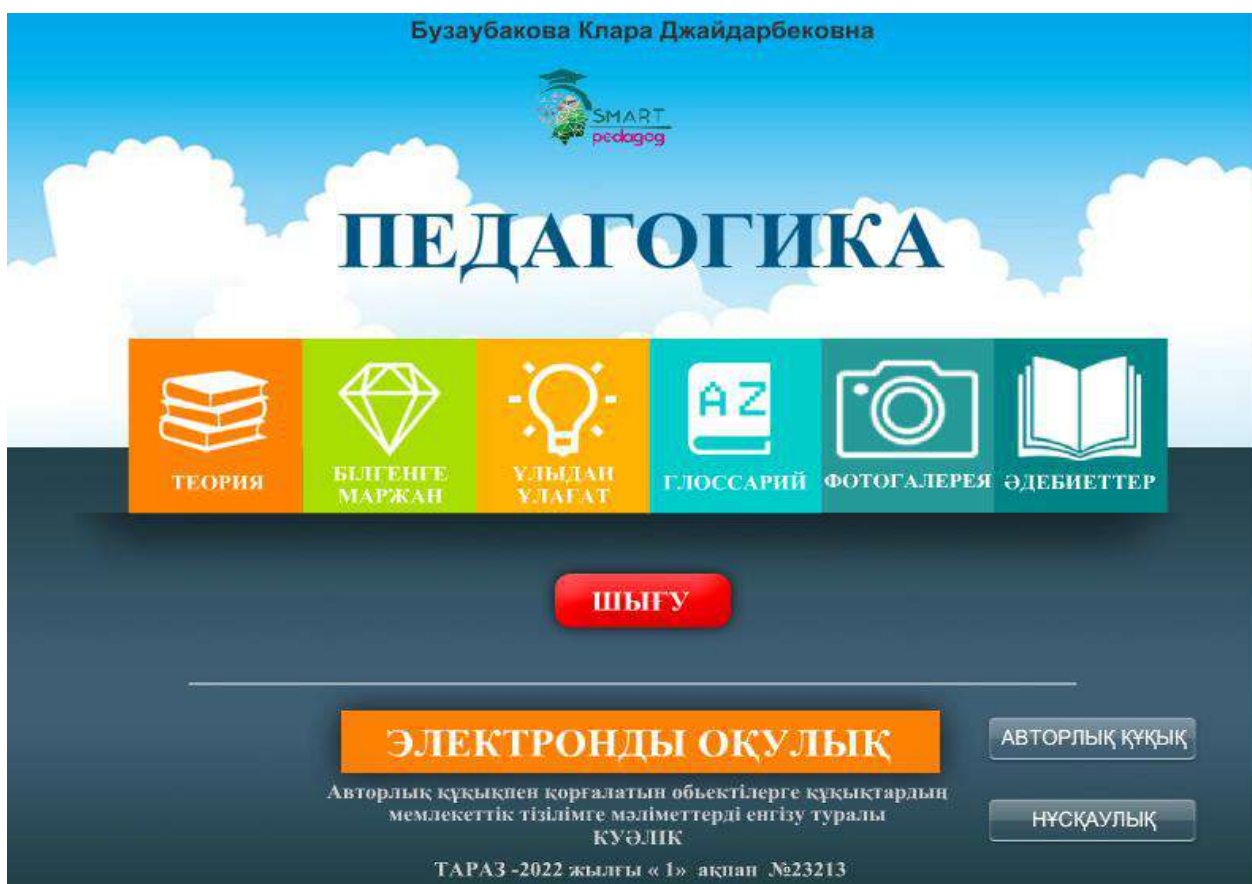 Бузаубакова Клара Джайдарбековна
SMART
pedagog
ПЕДАГОГИКА
ТЕОРИЯ
БІЛГЕНГЕ
МАРЖАН
ҰЛЫДАН
ҰЛАҒАТ
AZ
ГЛОССАРИЙ
ФОТОГАЛЕРЕЯ
ӘДЕБИЕТТЕР
ШЫҒУ
ЭЛЕКТРОНДЫ ОҚУЛЫҚ
АВТОРЛЫҚ ҚҰҚЫҚ
Авторлық құқықпен қорғалатын обьектілерге құқықтардың
мемлекеттік тізілімге мәліметтерді енгізу туралы
КУӘЛІК
НҰСҚАУЛЫҚ
ТАРАЗ -2022 жылғы « 1» ақпан №23213